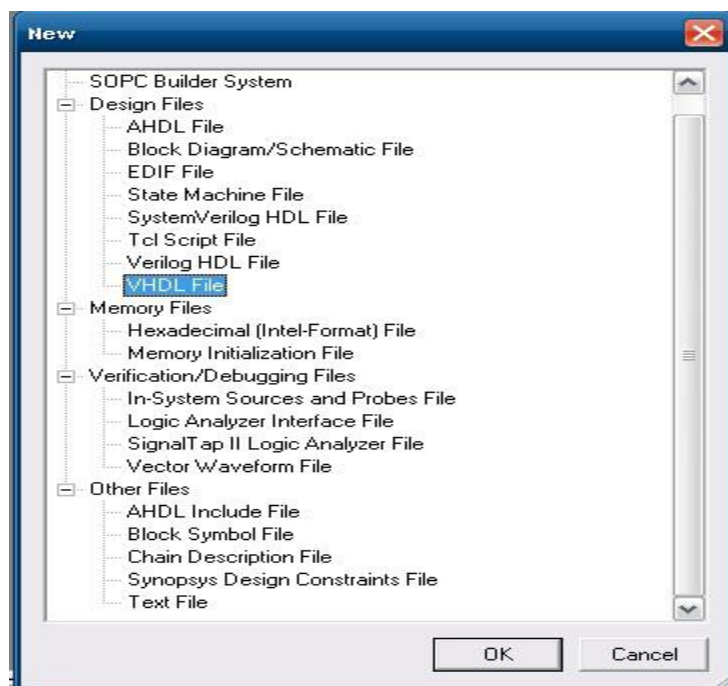 New
SOPC Builder System
Design Files
AHDL File
Block Diagram/Schematic File
EDIF File
State Machine File
SystemVerilog HDL File
Tcl Script File
Verilog HDL File
VHDL File
Memory Files
Hexadecimal (Intel-Format) File
Memory Initialization File
Verification/Debugging Files
In-System Sources and Probes File
Logic Analyzer Interface File
SignalTap II Logic Analyzer File
Vector Waveform File
Other Files
AHDL Include File
Block Symbol File
Chain Description File
Synopsys Design Constraints File
Text File
OK Cancel